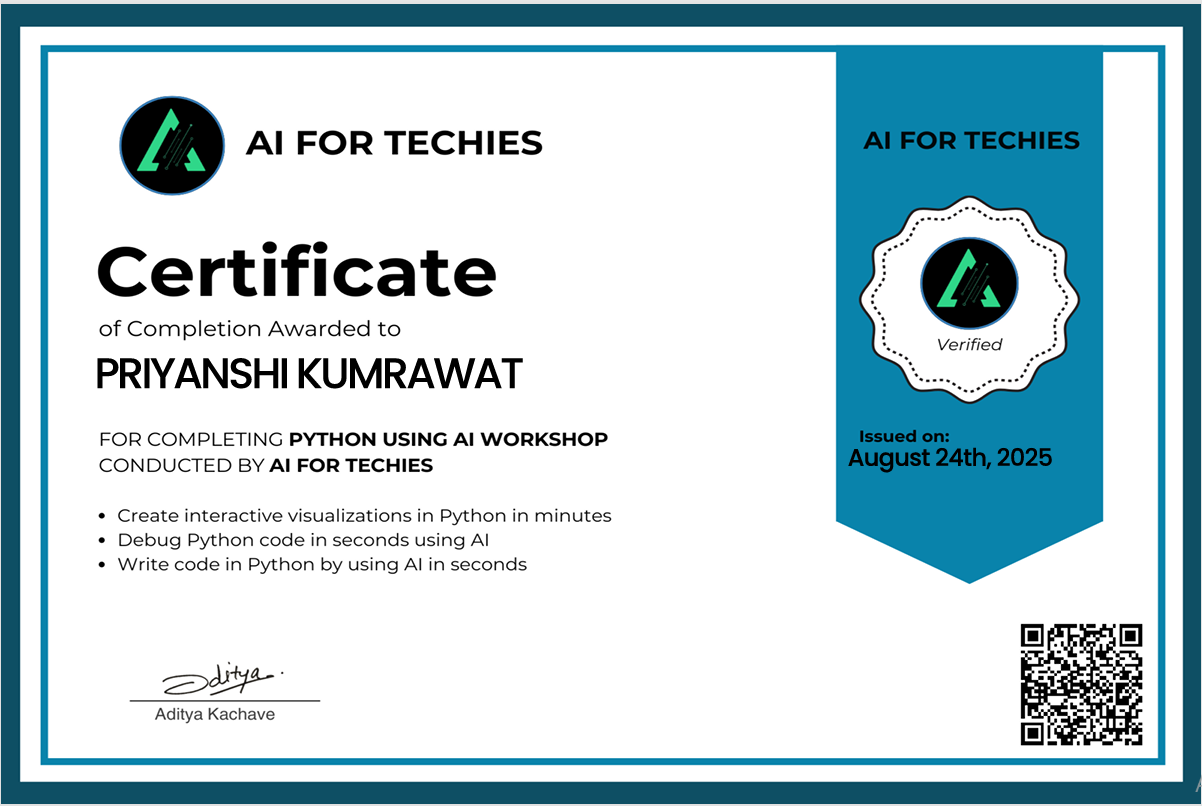 AI FOR TECHIES
Certificate
of Completion Awarded to
PRIYANSHI KUMRAWAT
FOR COMPLETING PYTHON USING AI WORKSHOP
CONDUCTED BY AI FOR TECHIES
• Create interactive visualizations in Python in minutes
• Debug Python code in seconds using AI
• Write code in Python by using AI in seconds
Aditya.
Aditya Kachave
AI FOR TECHIES
Verified
Issued on:
August 24th, 2025